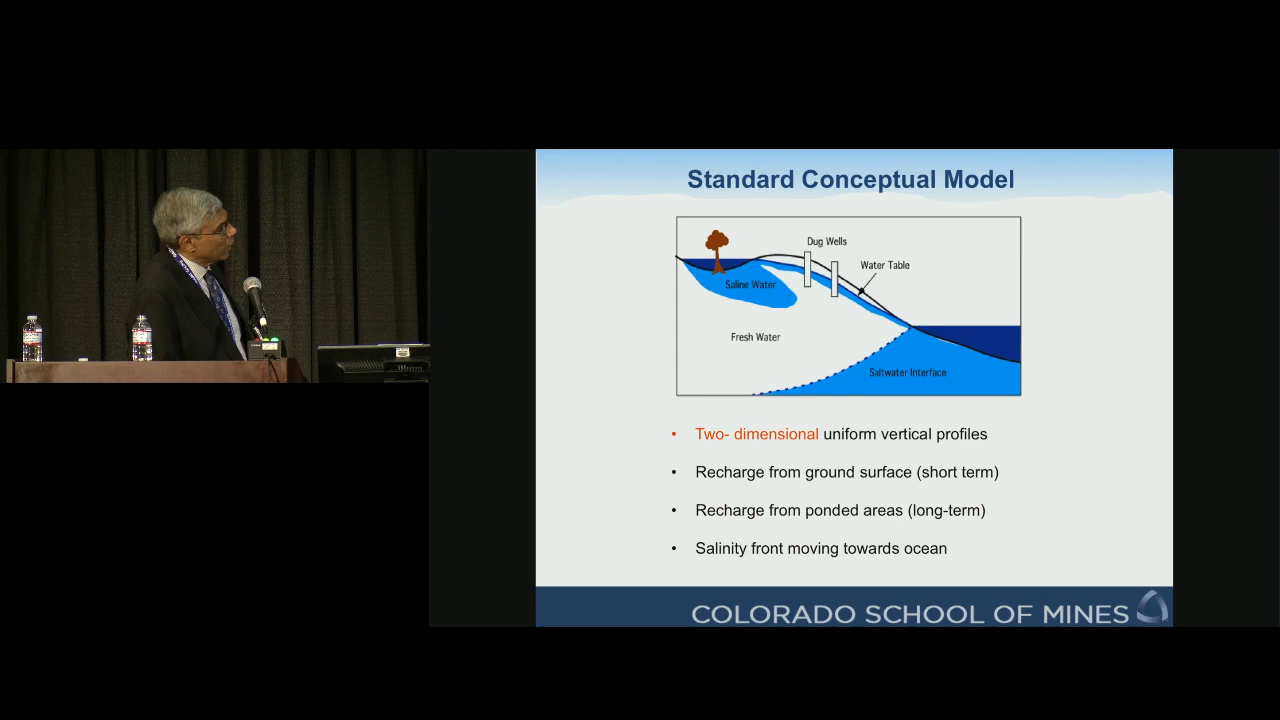 Standard Conceptual Model
Dug Wells
Water Table
Saline Water
Fresh Water
Saltwater Interface
• Two- dimensional uniform vertical profiles
• Recharge from ground surface (short term)
• Recharge from ponded areas (long-term)
• Salinity front moving towards ocean
COLORADO SCHOOL OF MINES